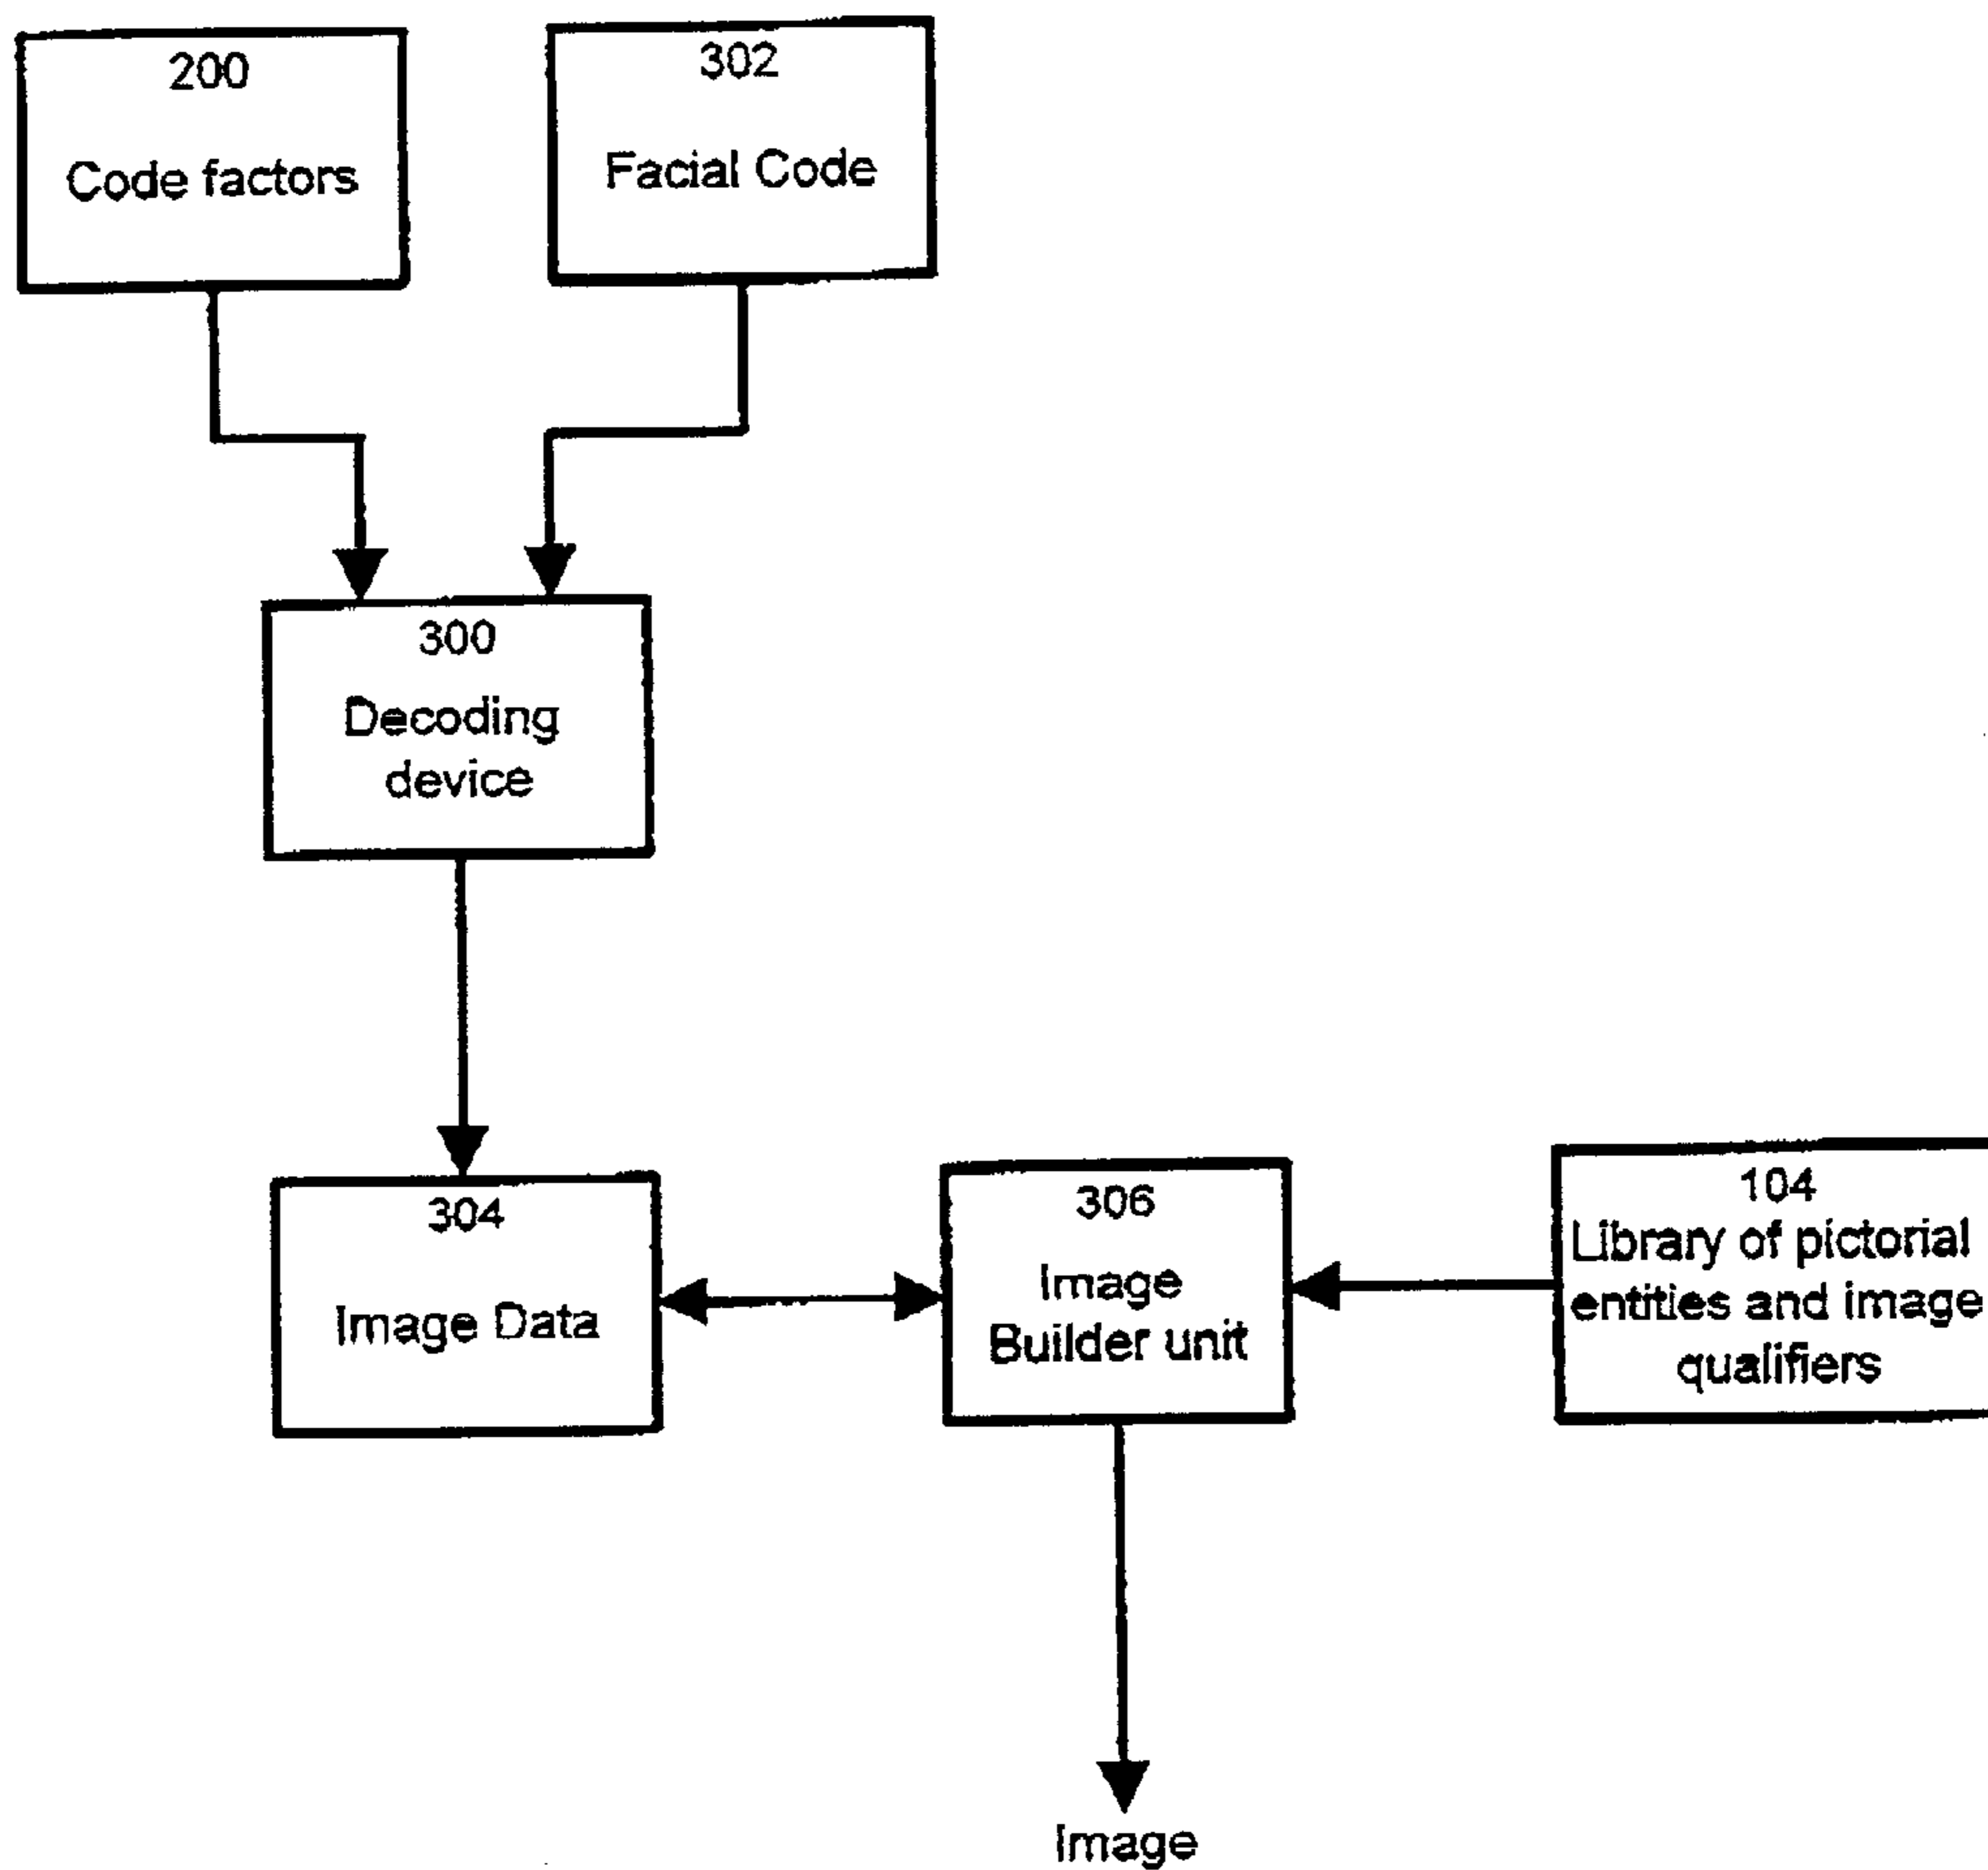 200
Code factors
302
Facial Code
300
Decoding
device
304
Image Data
306
Image
Builder unit
104
Library of pictorial
entities and image
qualifiers
Image